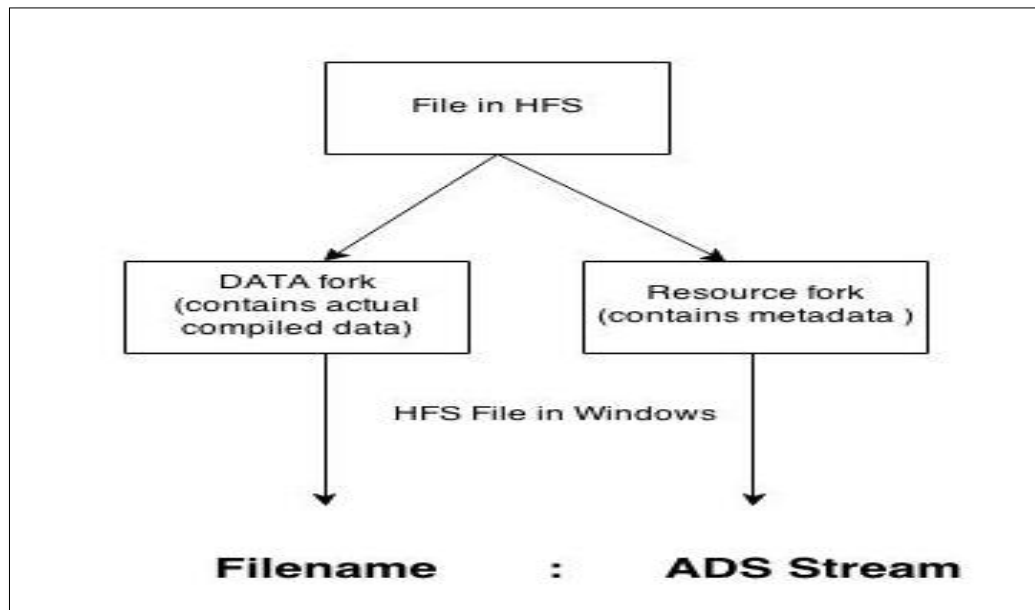 File in HFS
DATA fork
(contains actual
compiled data)
Resource fork
(contains metadata )
HFS File in Windows
Filename : ADS Stream